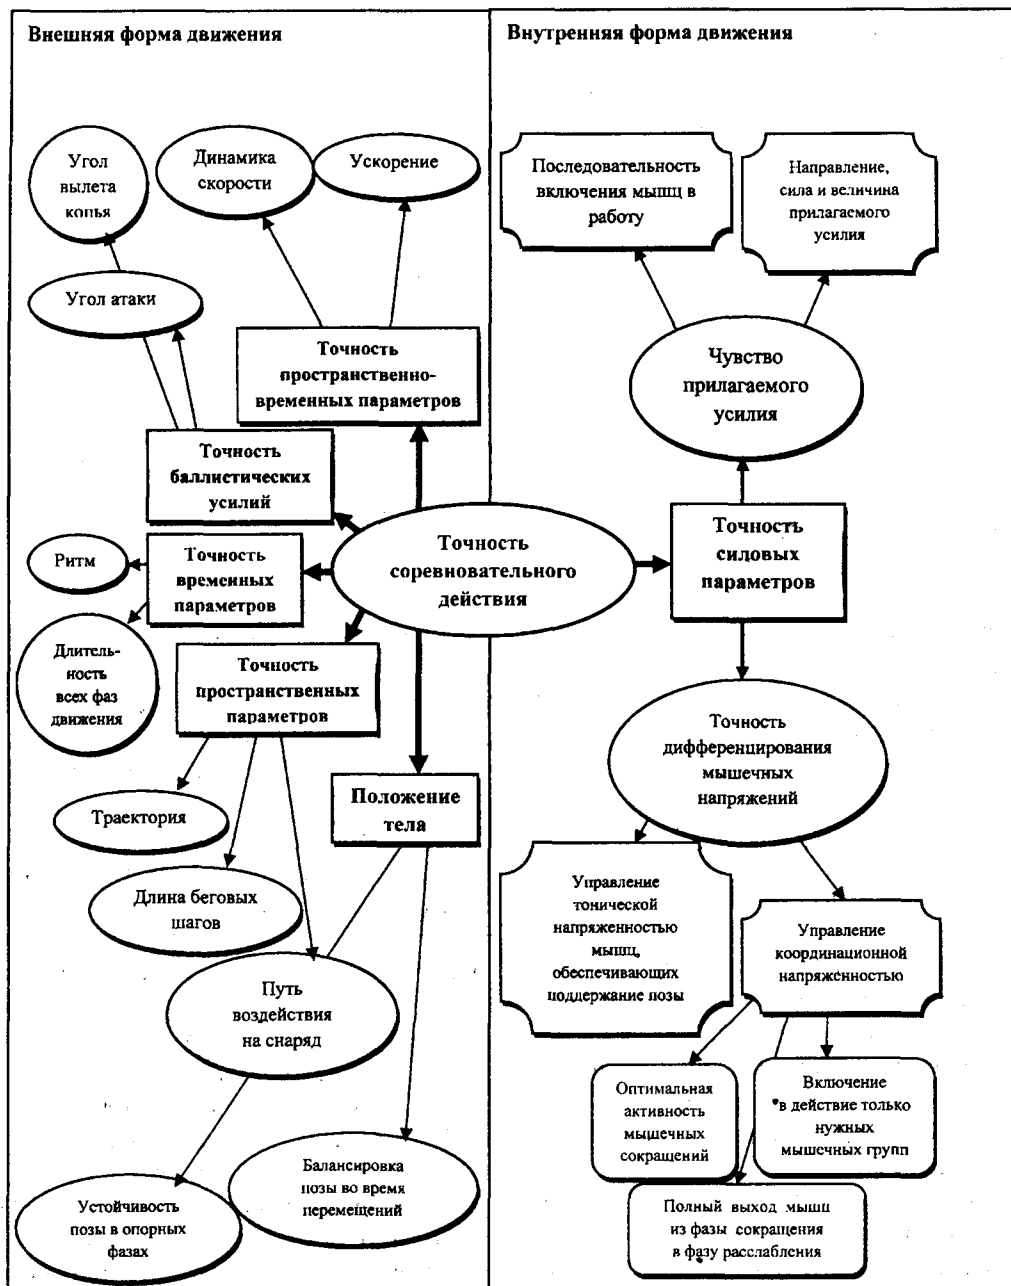 Внешняя форма движения
Внутренняя форма движения
Угол
вылета
копья
Динамика
скорости
Ускорение
Угол атаки
Точность
пространственно-
временных параметров
Точность
баллистических
усилий
Ритм
Точность
временных
параметров
Длитель-
ность
всех фаз
движения
Точность
пространственных
параметров
Траектория
Длина беговых
шагов
Путь
воздействия
на снаряд
Положение
тела
Устойчивость
позы в опорных
фазах
Балансировка
позы во время
перемещений
Точность
соревновательного
действия
Последовательность
включения мышц в
работу
Направление,
сила и величина
прилагаемого
усилия
Чувство
прилагаемого
усилия
Точность
силовых
параметров
Точность
дифференцирования
мышечных
напряжений
Управление
тонической
напряженностью
мышц,
обеспечивающих
поддержание позы
Управление
координационной
напряженностью
Оптимальная
активность
мышечных
сокращений
Включение
в действие только
нужных
мышечных групп
Полный выход мышц
из фазы сокращения
в фазу расслабления